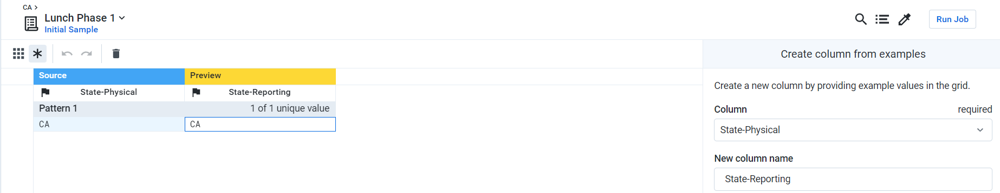 CA >
Lunch Phase 1
Initial Sample
Run Job
Create column from examples
Source Preview
State-Physical State-Reporting
Pattern 1 1 of 1 unique value
CA CA
Create a new column by providing example values in the grid.
Column required
State-Physical
New column name
State-Reporting